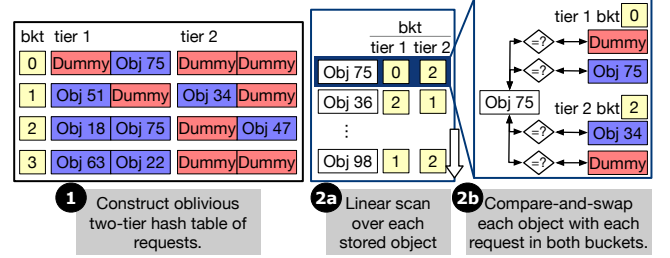 bkt tier 1 tier 2
0 Dummy Obj 75 Dummy Dummy
1 Obj 51 Dummy Obj 34 Dummy
2 Obj 18 Obj 75 Dummy Obj 47
3 Obj 63 Obj 22 Dummy Dummy
1 Construct oblivious
two-tier hash table of
requests.
bkt
tier 1 tier 2
Obj 75 0 2
Obj 36 2 1
⋮
Obj 98 1 2
2a Linear scan
over each
stored object
tier 1 bkt 0
=? Dummy
=? Obj 75
Obj 75
tier 2 bkt 2
=? Obj 34
=? Dummy
2b Compare-and-swap
each object with each
request in both buckets.